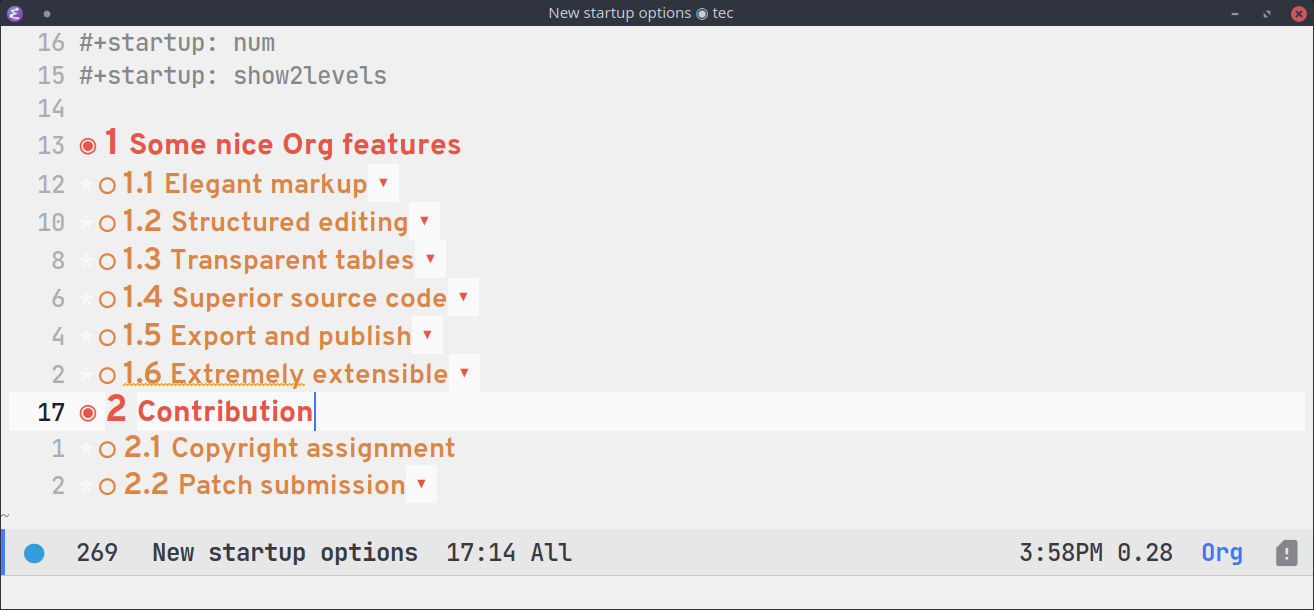 New startup options ◉ tec
16 #+startup: num
15 #+startup: show2levels
14
13 ◉ 1 Some nice Org features
12 *○ 1.1 Elegant markup ▼
10 *○ 1.2 Structured editing ▼
8 *○ 1.3 Transparent tables ▼
6 *○ 1.4 Superior source code ▼
4 *○ 1.5 Export and publish ▼
2 *○ 1.6 Extremely extensible ▼
17 ◉ 2 Contribution
1 *○ 2.1 Copyright assignment
2 *○ 2.2 Patch submission ▼
~
269 New startup options 17:14 All 3:58PM 0.28 Org !